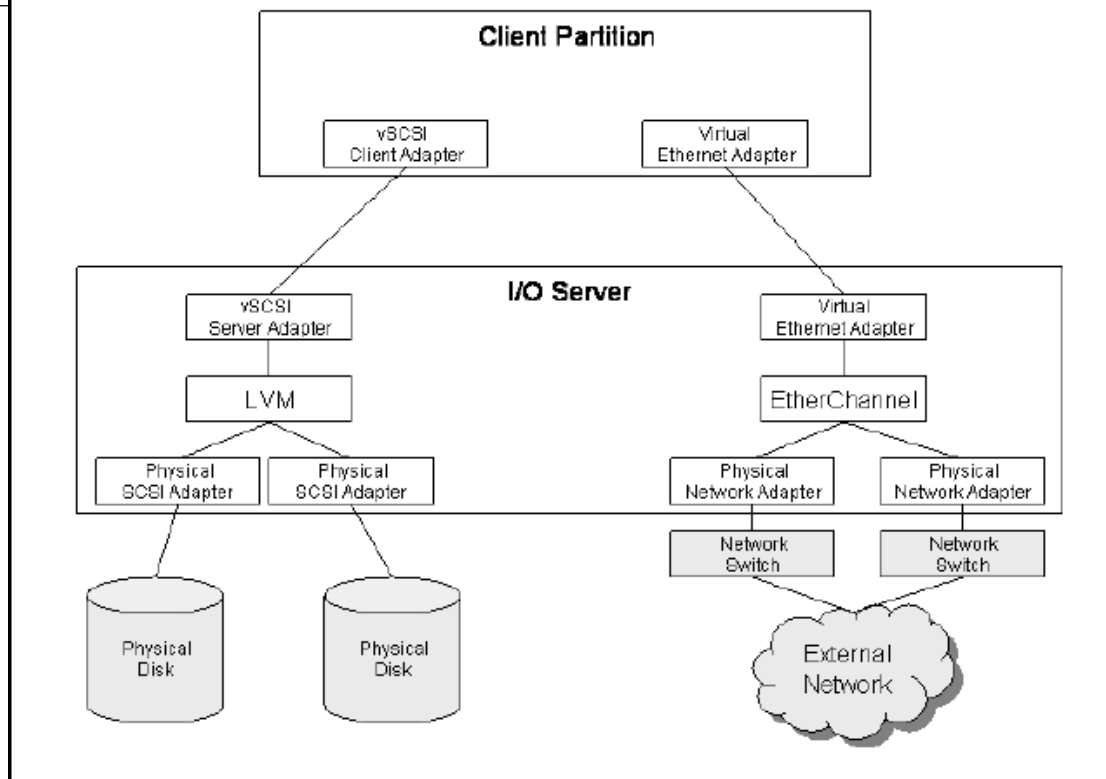 Client Partition
vSCSI
Client Adapter
Virtual
Ethernet Adapter
I/O Server
vSCSI
Server Adapter
Virtual
Ethernet Adapter
LVM
EtherChannel
Physical
SCSI Adapter
Physical
SCSI Adapter
Physical
Network Adapter
Physical
Network Adapter
Network
Switch
Network
Switch
Physical
Disk
Physical
Disk
External
Network